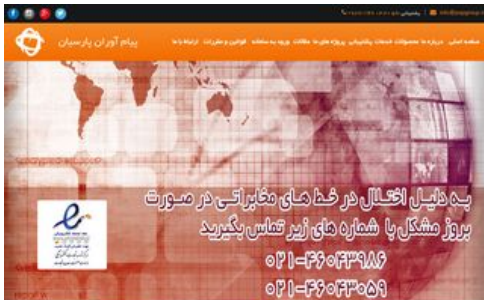 پیام آوران پارسیان
صفحه اصلی درباره ما محصولات خدمات پشتیبانی پروژه های ما مقالات ورود به سامانه قوانین و مقررات ارتباط با ما
به دلیل اختلال در خط های مخابراتی در صورت
بروز مشکل با شماره های زیر تماس بگیرید
۰۲۱-۴۶۰۴۳۹۸۶
۰۲۱-۴۶۰۴۳۰۵۹